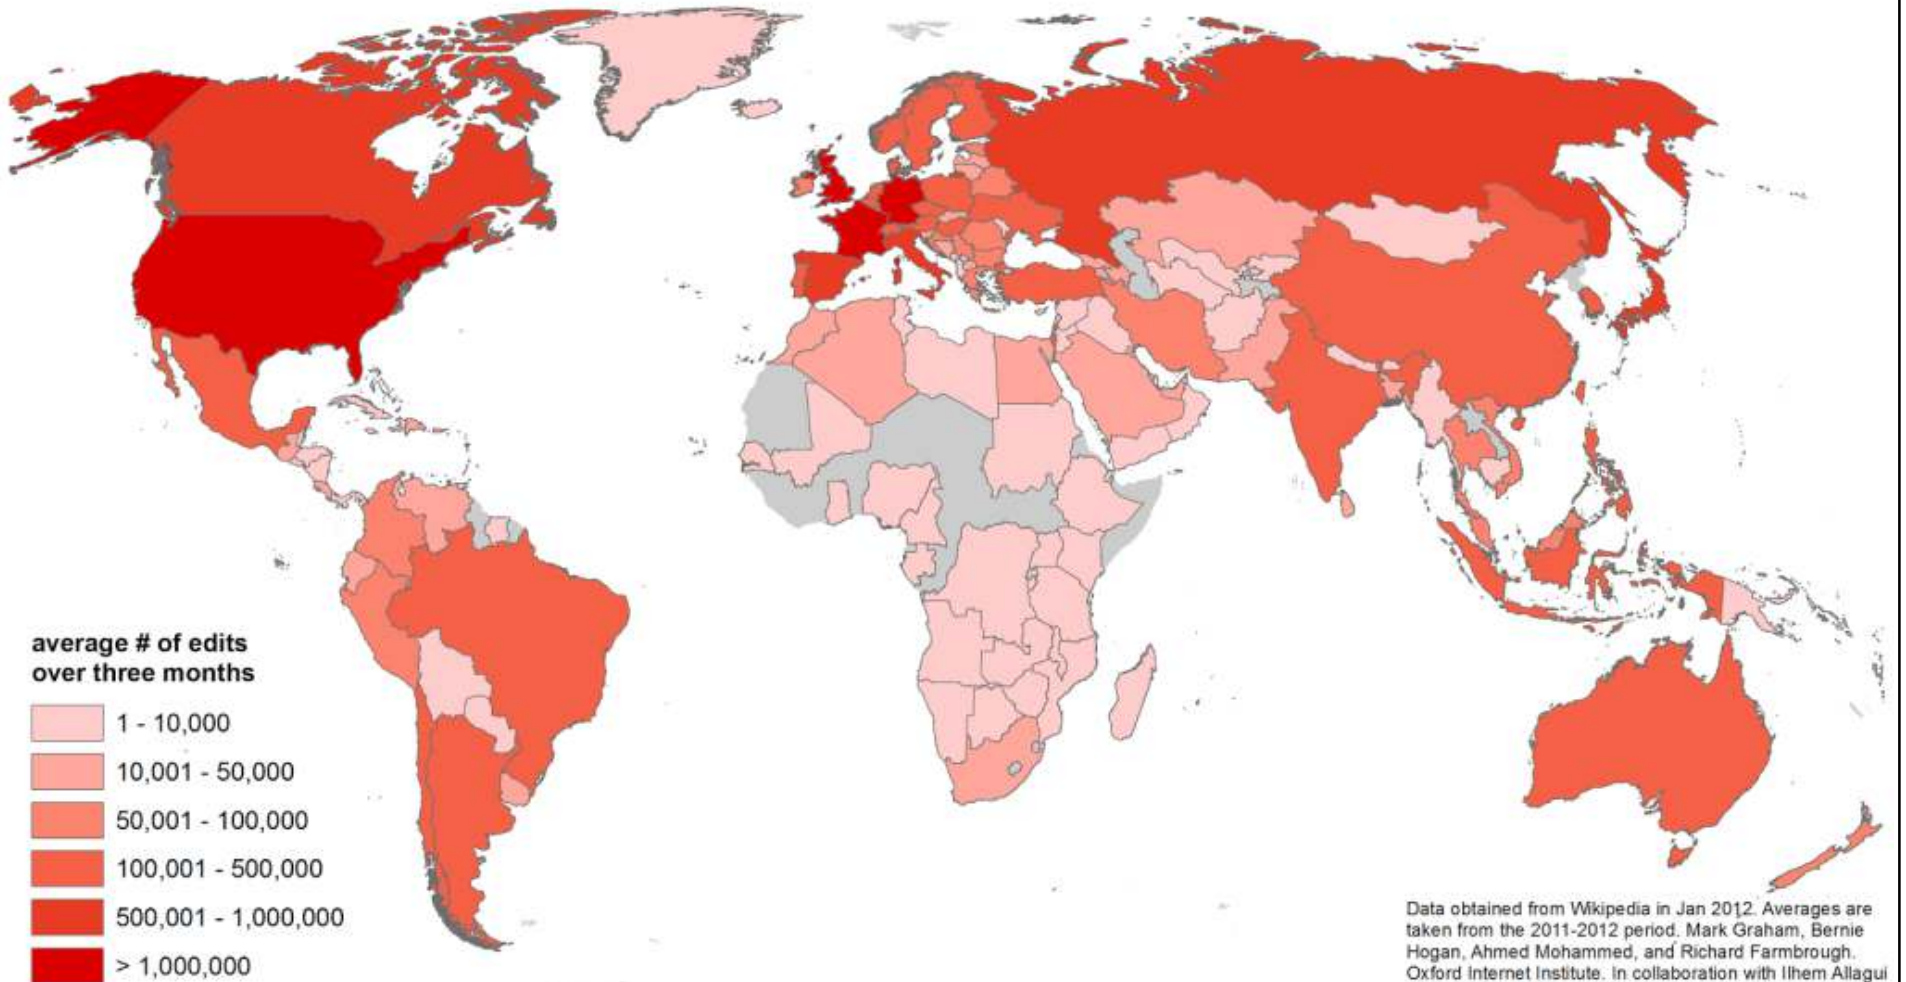 average # of edits
over three months
1 - 10,000
10,001 - 50,000
50,001 - 100,000
100,001 - 500,000
500,001 - 1,000,000
> 1,000,000
Data obtained from Wikipedia in Jan 2012. Averages are
taken from the 2011-2012 period. Mark Graham, Bernie
Hogan, Ahmed Mohammed, and Richard Farmbrough.
Oxford Internet Institute. In collaboration with Ilhem Allagui